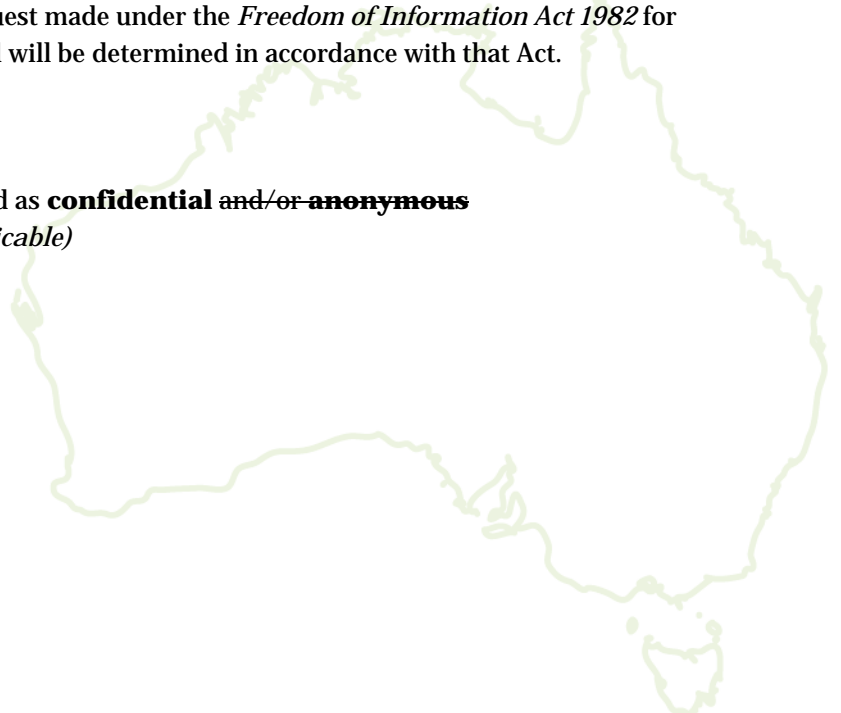 uest made under the Freedom of Information Act 1982 for
will be determined in accordance with that Act.
d as confidential and/or anonymous
icable)